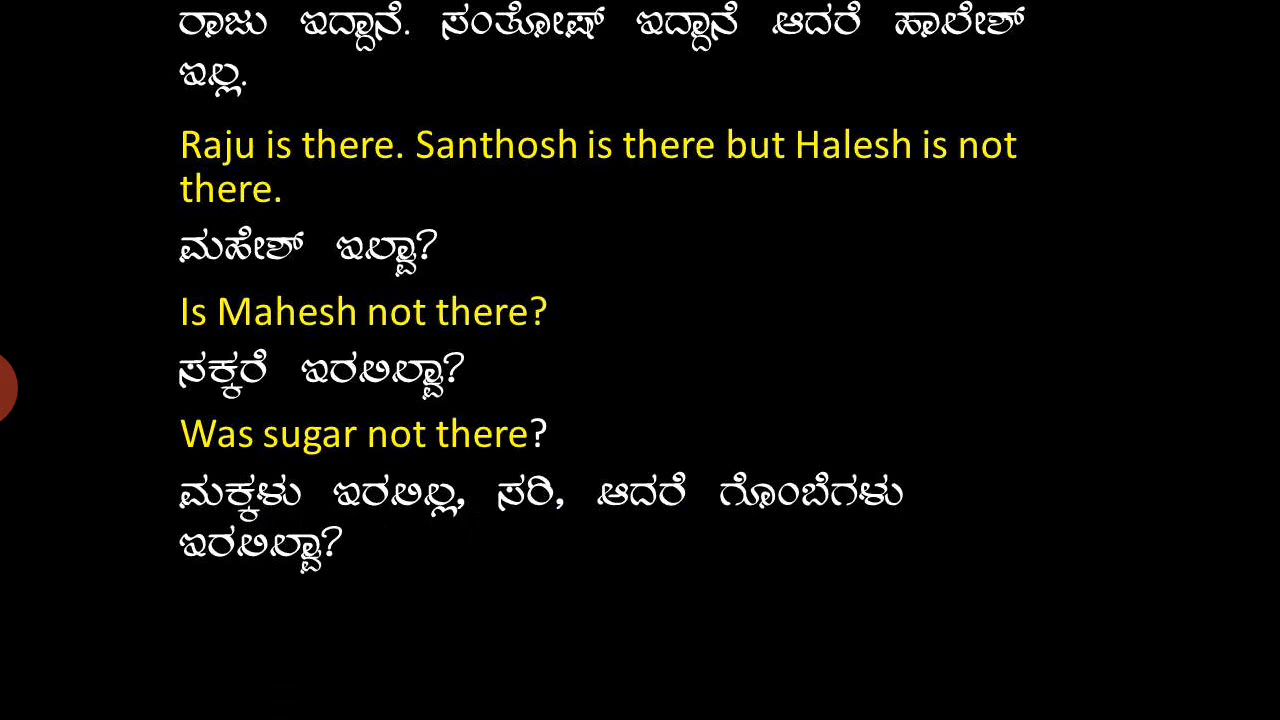 ರಾಜು ಇದ್ದಾನೆ. ಸಂತೋಷ್ ಇದ್ದಾನೆ ಆದರೆ ಹಾಲೇಶ್
ಇಲ್ಲ.
Raju is there. Santhosh is there but Halesh is not
there.
ಮಹೇಶ್ ಇಲ್ವಾ?
Is Mahesh not there?
ಸಕ್ಕರೆ ಇರಲಿಲ್ವಾ?
Was sugar not there?
ಮಕ್ಕಳು ಇರಲಿಲ್ಲ, ಸರಿ, ಆದರೆ ಗೊಂಬೆಗಳು
ಇರಲಿಲ್ವಾ?